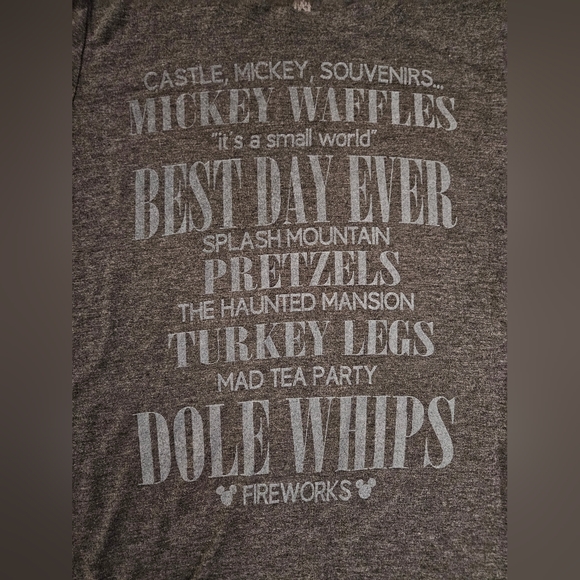 CASTLE, MICKEY, SOUVENIRS...
MICKEY WAFFLES
"it's a small world"
BEST DAY EVER
SPLASH MOUNTAIN
PRETZELS
THE HAUNTED MANSION
TURKEY LEGS
MAD TEA PARTY
DOLE WHIPS
FIREWORKS